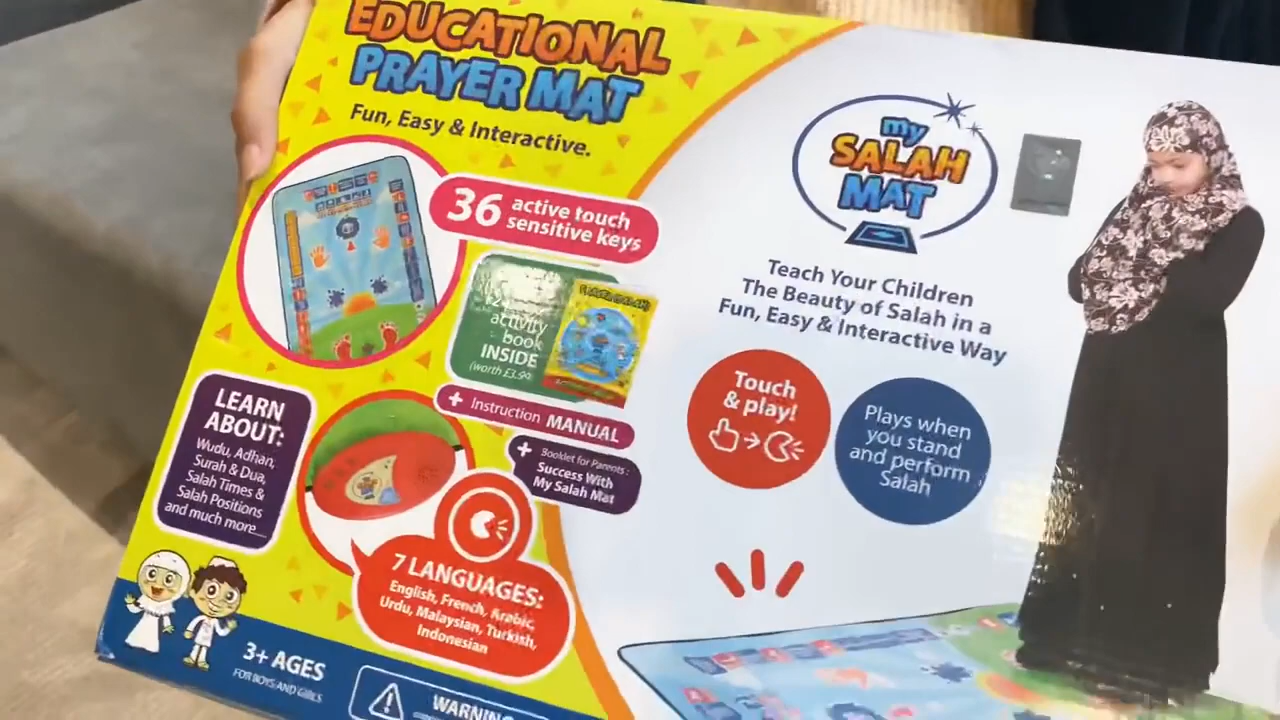 EDUCATIONAL
PRAYER MAT
Fun, Easy & Interactive.
36 active touch
sensitive keys
activity
book
INSIDE
(worth £3.99)
+ Instruction MANUAL
+ Booklet for Parents:
Success With
My Salah Mat
LEARN
ABOUT:
Wudu, Adhan,
Surah & Dua,
Salah Times &
Salah Positions
and much more....
7 LANGUAGES:
English, French, Arabic,
Urdu, Malaysian, Turkish,
Indonesian
3+ AGES
FOR BOYS AND GIRLS
WARNING
my
SALAH
MAT
Teach Your Children
The Beauty of Salah in a
Fun, Easy & Interactive Way
Touch
& play!
Plays when
you stand
and perform
Salah